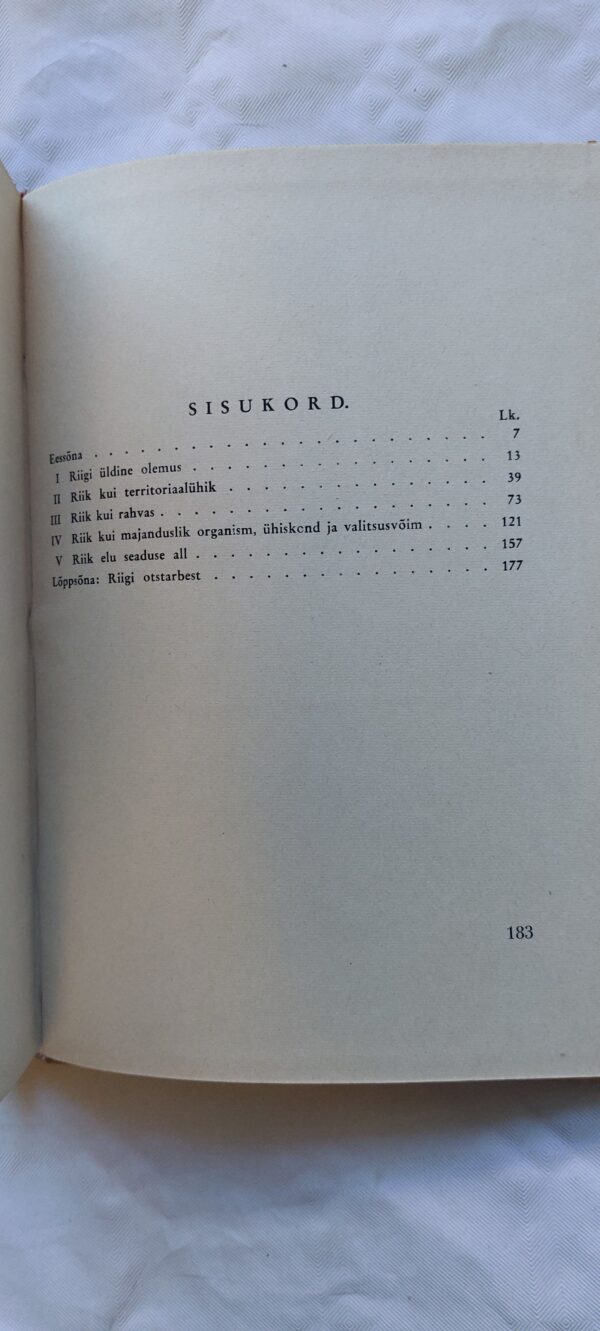 SISUKORD.
Lk.
Eessõna . . . . . . . . . . . . . . . . 7
I Riigi üldine olemus . . . . . . . . . . . . 13
II Riik kui territoriaalühik . . . . . . . . . . . 39
III Riik kui rahvas . . . . . . . . . . . . . 73
IV Riik kui majanduslik organism, ühiskond ja valitsusvõim . . . . 121
V Riik elu seaduse all . . . . . . . . . . . . 157
Lõppsõna: Riigi otstarbest . . . . . . . . . . . 177
183